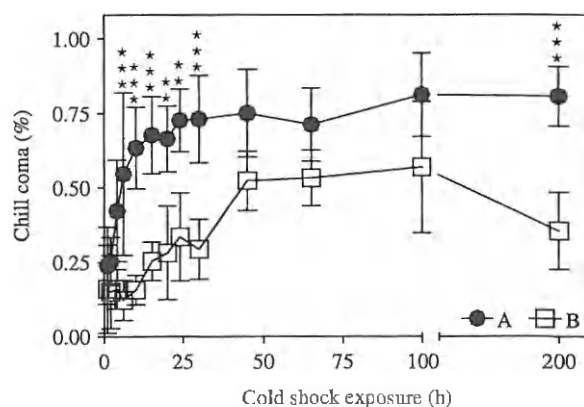 1.00
0.75
0.50
0.25
0.00
Chill coma (%)
*** *** *** ** ** *** ***
A B
0 25 50 75 100 200
Cold shock exposure (h)